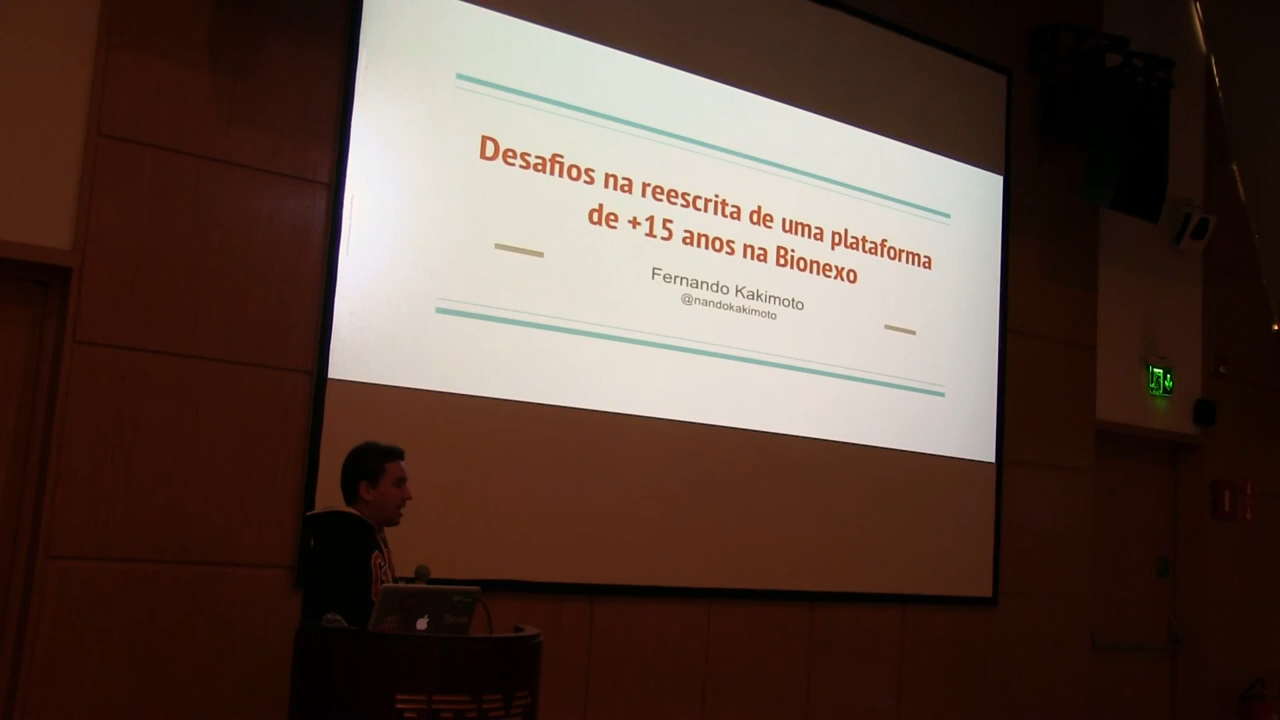 Desafios na reescrita de uma plataforma
de +15 anos na Bionexo
Fernando Kakimoto
@nandokakimoto